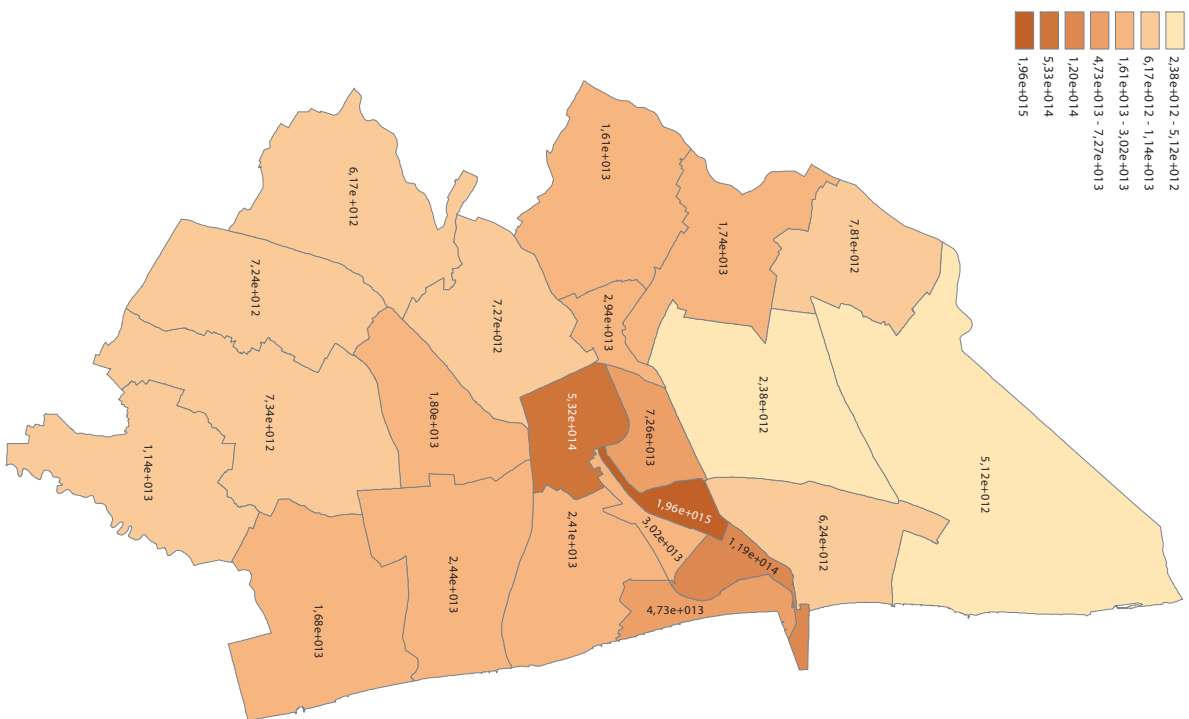 2,38e+012 - 5,12e+012
6,17e+012 - 1,14e+013
1,61e+013 - 3,02e+013
4,73e+013 - 7,27e+013
1,20e+014
5,33e+014
1,96e+015
5,12e+012
7,81e+012
6,24e+012
2,38e+012
1,74e+013
1,19e+014
1,96e+015
7,26e+013
3,02e+013
4,73e+013
1,61e+013
2,94e+013
5,32e+014
2,41e+013
7,27e+012
2,44e+013
1,80e+013
6,17e +012
1,68e+013
7,24e+012
7,34e+012
1,14e+013